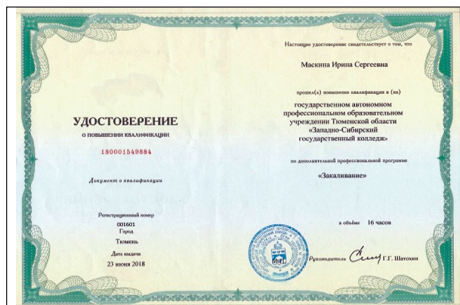 УДОСТОВЕРЕНИЕ
О ПОВЫШЕНИИ КВАЛИФИКАЦИИ
180001549884
Документ о квалификации
Регистрационный номер
001601
Город
Тюмень
Дата выдачи
23 июня 2018
Настоящее удостоверение свидетельствует о том, что
Маскина Ирина Сергеевна
прошел(а) повышение квалификации в (на)
государственном автономном
профессиональном образовательном
учреждении Тюменской области
«Западно-Сибирский
государственный колледж»
по дополнительной профессиональной программе
«Закаливание»
в объёме 16 часов
Руководитель Г.Г. Шатохин